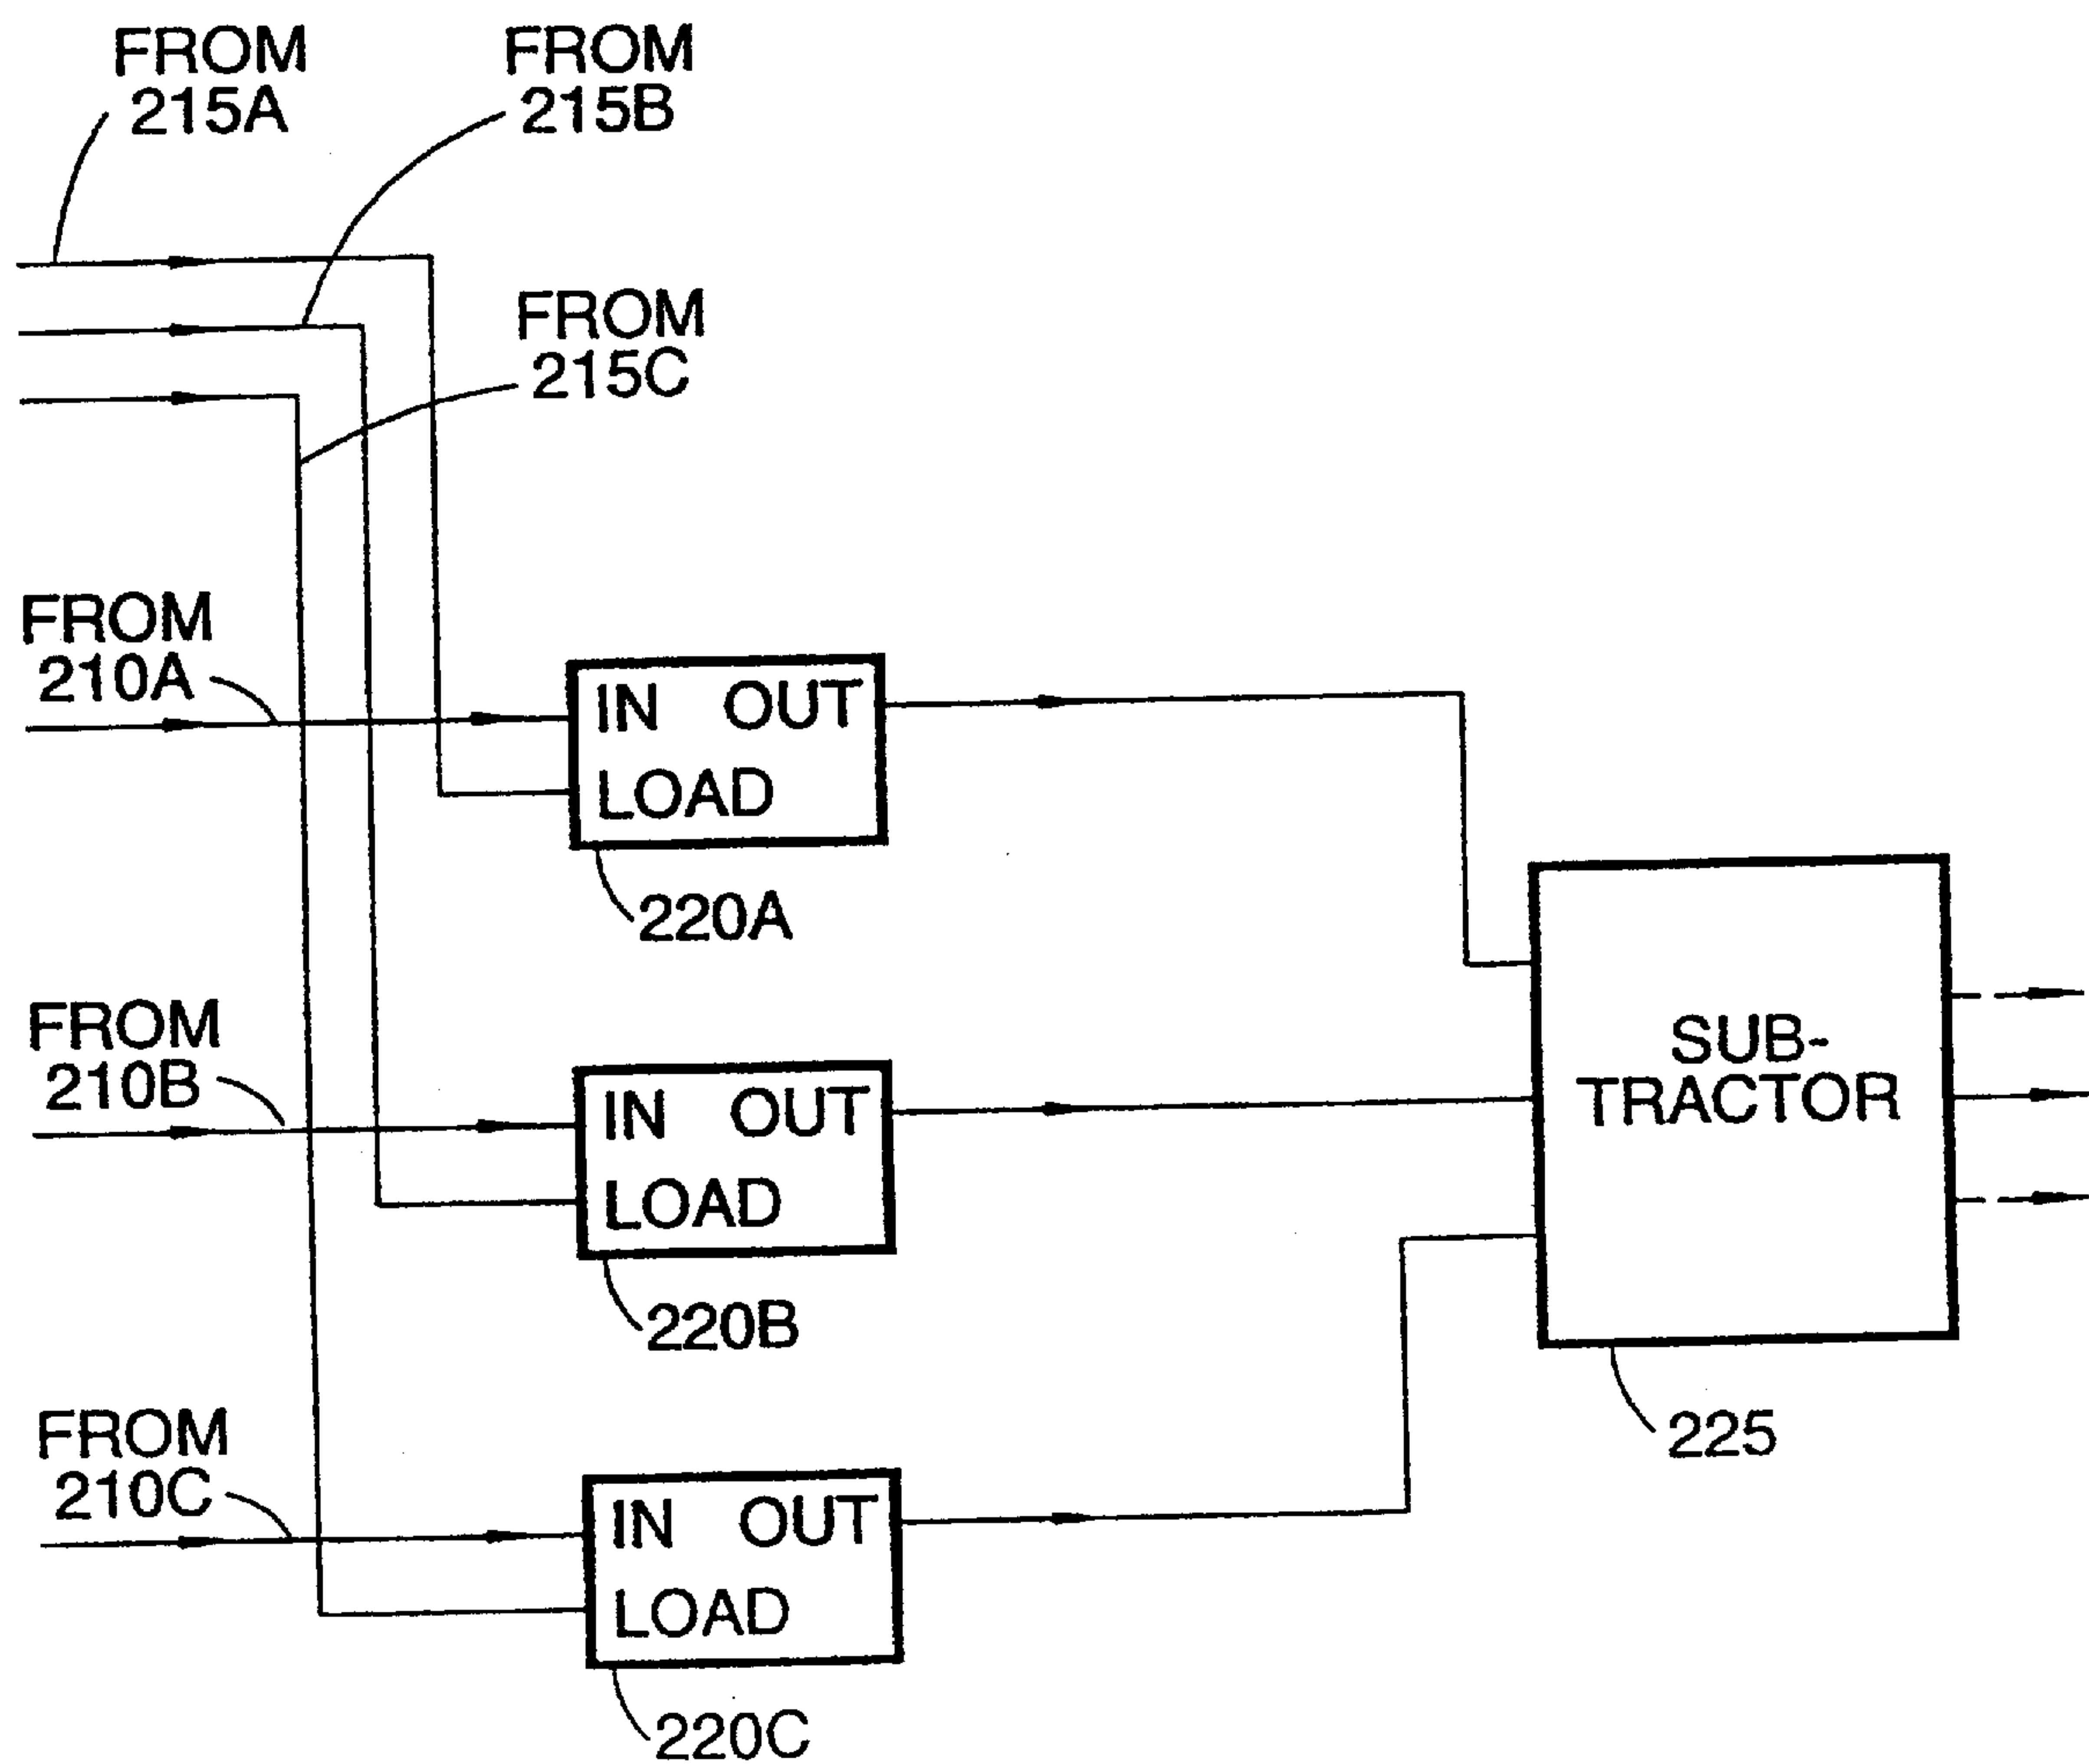 FROM
215A
FROM
215B
FROM
215C
FROM
210A
IN OUT
LOAD
220A
FROM
210B
IN OUT
LOAD
220B
SUB-
TRACTOR
225
FROM
210C
IN OUT
LOAD
220C